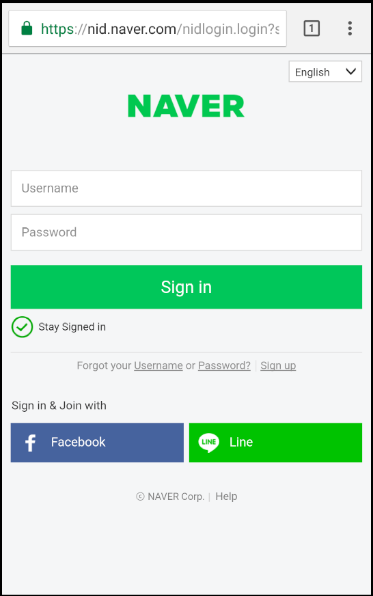 https://nid.naver.com/nidlogin.login?s
1
English
NAVER
Username
Password
Sign in
Stay Signed in
Forgot your Username or Password? | Sign up
Sign in & Join with
f Facebook
LINE Line
ⓒ NAVER Corp. | Help